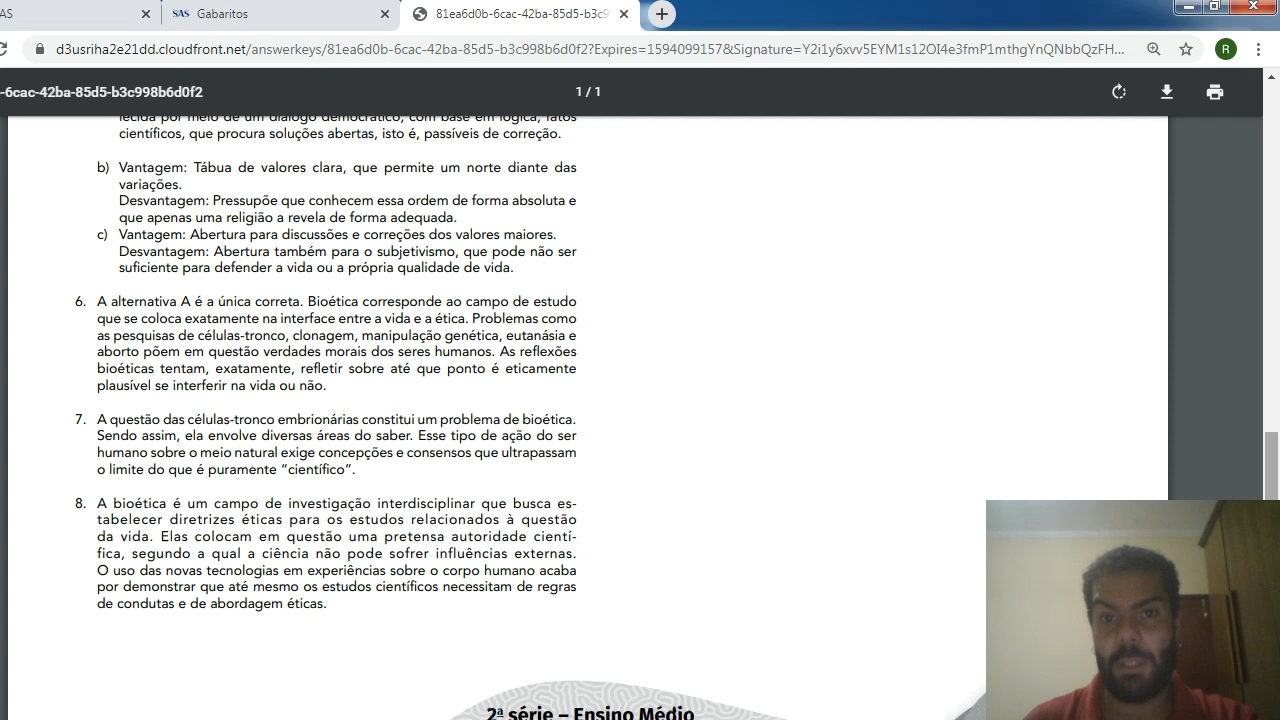 AS
SAS Gabaritos
81ea6d0b-6cac-42ba-85d5-b3c9
d3usriha2e21dd.cloudfront.net/answerkeys/81ea6d0b-6cac-42ba-85d5-b3c998b6d0f2?Expires=1594099157&Signature=Y2i1y6xvv5EYM1s12OI4e3fmP1mthgYnQNbbQzFH...
R
-6cac-42ba-85d5-b3c998b6d0f2
1 / 1
lecida por meio de um diálogo democrático, com base em lógica, fatos
científicos, que procura soluções abertas, isto é, passíveis de correção.
b) Vantagem: Tábua de valores clara, que permite um norte diante das
variações.
Desvantagem: Pressupõe que conhecem essa ordem de forma absoluta e
que apenas uma religião a revela de forma adequada.
c) Vantagem: Abertura para discussões e correções dos valores maiores.
Desvantagem: Abertura também para o subjetivismo, que pode não ser
suficiente para defender a vida ou a própria qualidade de vida.
6. A alternativa A é a única correta. Bioética corresponde ao campo de estudo
que se coloca exatamente na interface entre a vida e a ética. Problemas como
as pesquisas de células-tronco, clonagem, manipulação genética, eutanásia e
aborto põem em questão verdades morais dos seres humanos. As reflexões
bioéticas tentam, exatamente, refletir sobre até que ponto é eticamente
plausível se interferir na vida ou não.
7. A questão das células-tronco embrionárias constitui um problema de bioética.
Sendo assim, ela envolve diversas áreas do saber. Esse tipo de ação do ser
humano sobre o meio natural exige concepções e consensos que ultrapassam
o limite do que é puramente “científico”.
8. A bioética é um campo de investigação interdisciplinar que busca es-
tabelecer diretrizes éticas para os estudos relacionados à questão
da vida. Elas colocam em questão uma pretensa autoridade cientí-
fica, segundo a qual a ciência não pode sofrer influências externas.
O uso das novas tecnologias em experiências sobre o corpo humano acaba
por demonstrar que até mesmo os estudos científicos necessitam de regras
de condutas e de abordagem éticas.
2ª série – Ensino Médio